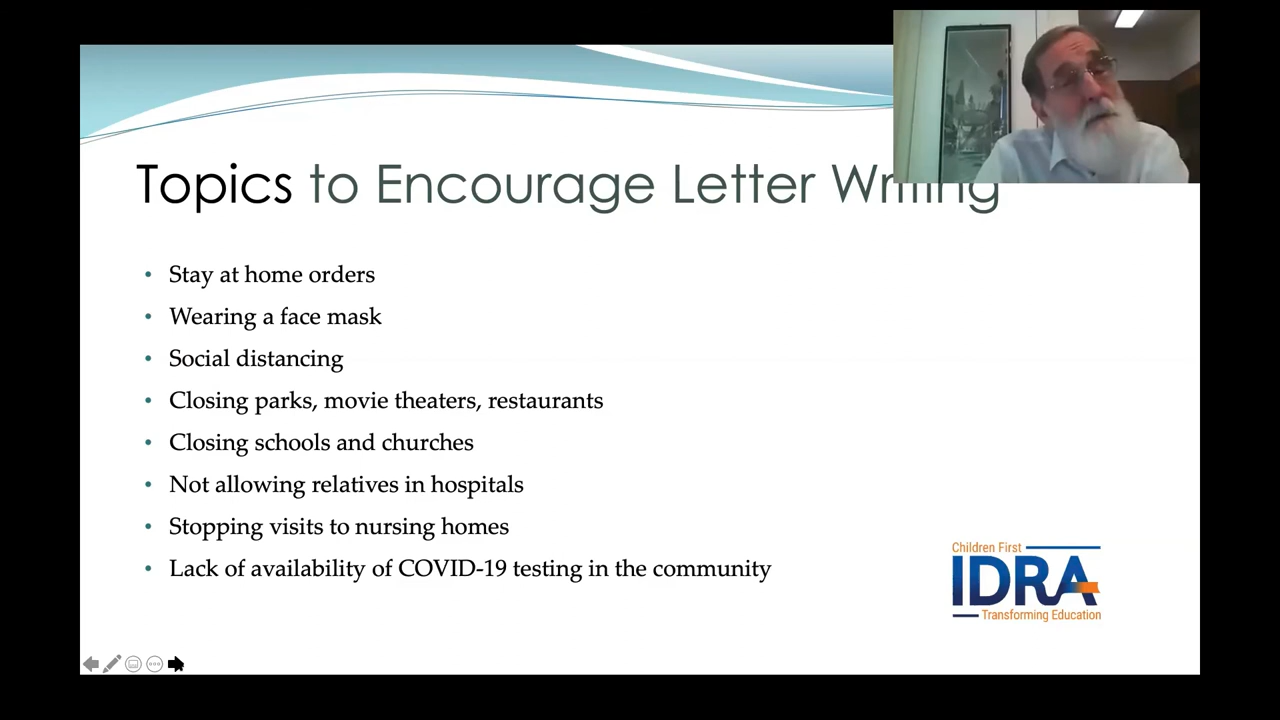 Topics to Encourage Letter Writing
• Stay at home orders
• Wearing a face mask
• Social distancing
• Closing parks, movie theaters, restaurants
• Closing schools and churches
• Not allowing relatives in hospitals
• Stopping visits to nursing homes
• Lack of availability of COVID-19 testing in the community
Children First
IDRA
Transforming Education